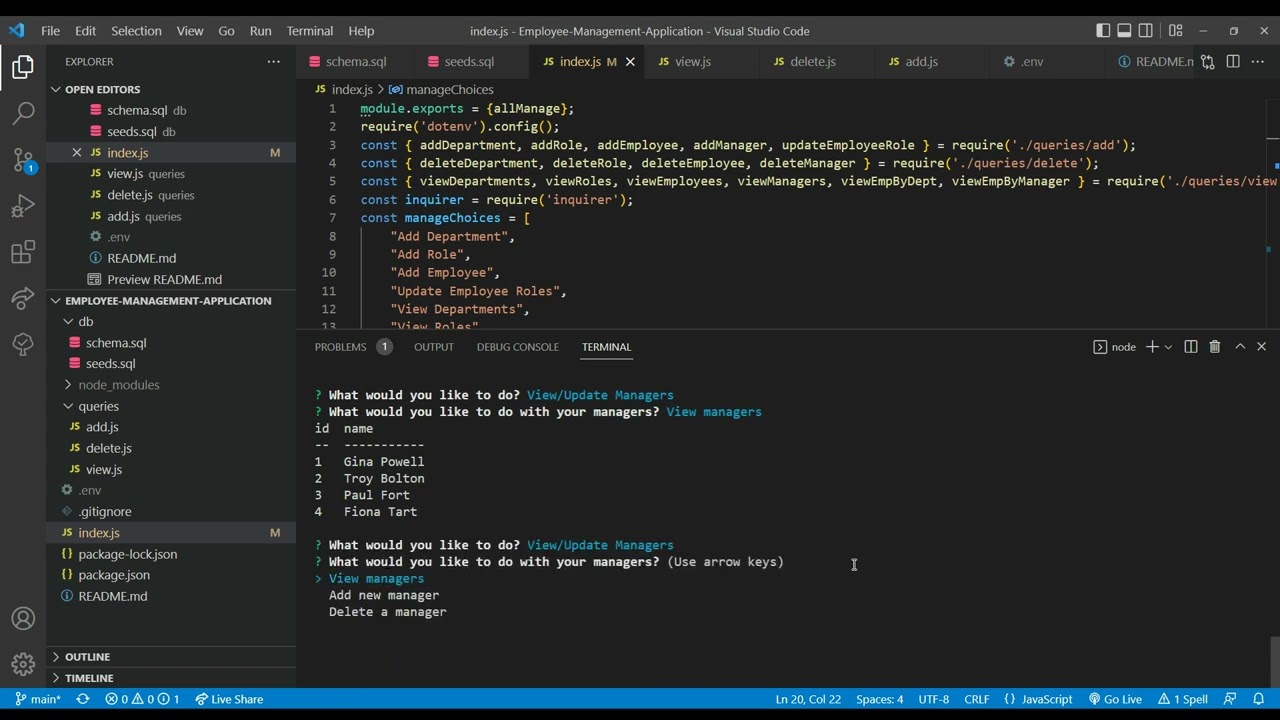 File Edit Selection View Go Run Terminal Help
index.js - Employee-Management-Application - Visual Studio Code
EXPLORER
OPEN EDITORS
schema.sql db
seeds.sql db
JS index.js M
JS view.js queries
JS delete.js queries
JS add.js queries
.env
README.md
Preview README.md
EMPLOYEE-MANAGEMENT-APPLICATION
db
schema.sql
seeds.sql
node_modules
queries
JS add.js
JS delete.js
JS view.js
.env
.gitignore
JS index.js M
{} package-lock.json
{} package.json
README.md
OUTLINE
TIMELINE
1
schema.sql seeds.sql JS index.js M JS view.js JS delete.js JS add.js .env README.n
JS index.js > manageChoices
1 module.exports = {allManage};
2 require('dotenv').config();
3 const { addDepartment, addRole, addEmployee, addManager, updateEmployeeRole } = require('./queries/add');
4 const { deleteDepartment, deleteRole, deleteEmployee, deleteManager } = require('./queries/delete');
5 const { viewDepartments, viewRoles, viewEmployees, viewManagers, viewEmpByDept, viewEmpByManager } = require('./queries/view
6 const inquirer = require('inquirer');
7 const manageChoices = [
8 "Add Department",
9 "Add Role",
10 "Add Employee",
11 "Update Employee Roles",
12 "View Departments",
13 "View Roles"
PROBLEMS 1 OUTPUT DEBUG CONSOLE TERMINAL
node
? What would you like to do? View/Update Managers
? What would you like to do with your managers? View managers
id name
-- -----------
1 Gina Powell
2 Troy Bolton
3 Paul Fort
4 Fiona Tart
? What would you like to do? View/Update Managers
? What would you like to do with your managers? (Use arrow keys)
> View managers
Add new manager
Delete a manager
main* 0 0 1 Live Share
Ln 20, Col 22 Spaces: 4 UTF-8 CRLF {} JavaScript Go Live 1 Spell